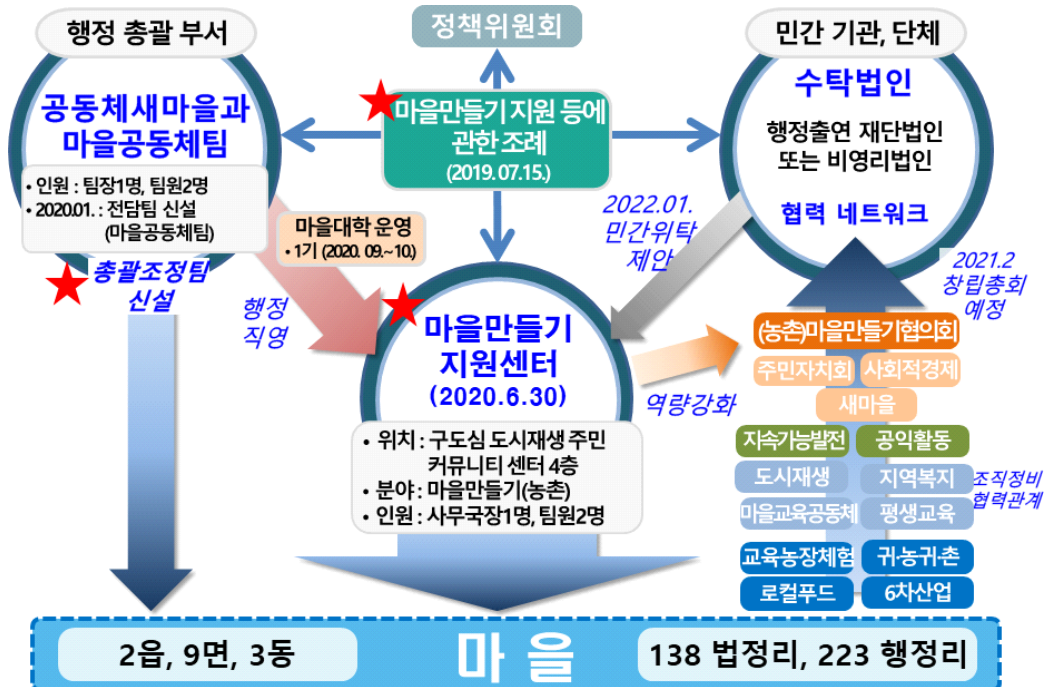 행정 총괄 부서
공동체새마을과
마을공동체팀
• 인원 : 팀장1명, 팀원2명
• 2020.01. : 전담팀 신설
(마을공동체팀)
총괄조정팀
신설
정책위원회
마을만들기 지원 등에
관한 조례
(2019. 07.15.)
마을대학 운영
• 1기 (2020. 09.~10.)
행정
직영
민간 기관, 단체
수탁법인
행정출연 재단법인
또는 비영리법인
협력 네트워크
2022.01.
민간위탁
제안
2021.2
창립총회
예정
마을만들기
지원센터
(2020.6.30)
• 위치 : 구도심 도시재생 주민
커뮤니티 센터 4층
• 분야 : 마을만들기(농촌)
• 인원 : 사무국장1명, 팀원2명
역량강화
(농촌)마을만들기협의회
주민자치회 사회적경제
새마을
지속가능발전 공익활동
도시재생 지역복지
마을교육공동체 평생교육
조직정비
협력관계
교육농장체험 귀·농귀·촌
로컬푸드 6차산업
2읍, 9면, 3동
마을
138 법정리, 223 행정리